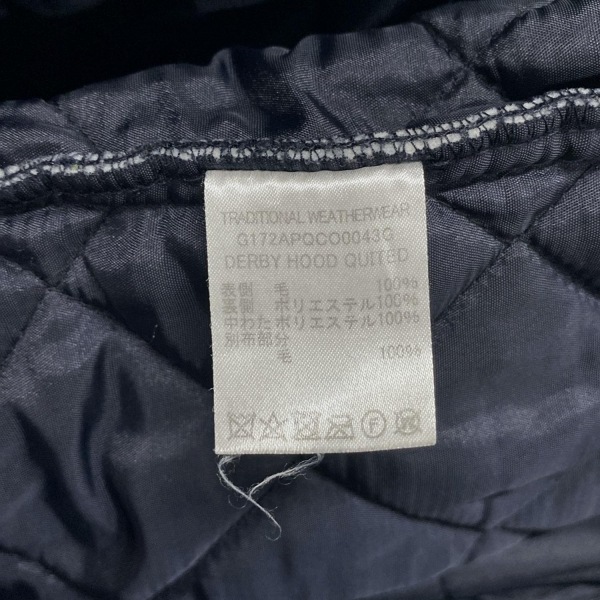 TRADITIONAL WEATHERWEAR
G172APQCO0043G
DERBY HOOD QUITED
表側 毛 100%
裏側 ポリエステル100%
中わた ポリエステル100%
別布部分
毛 100%
F